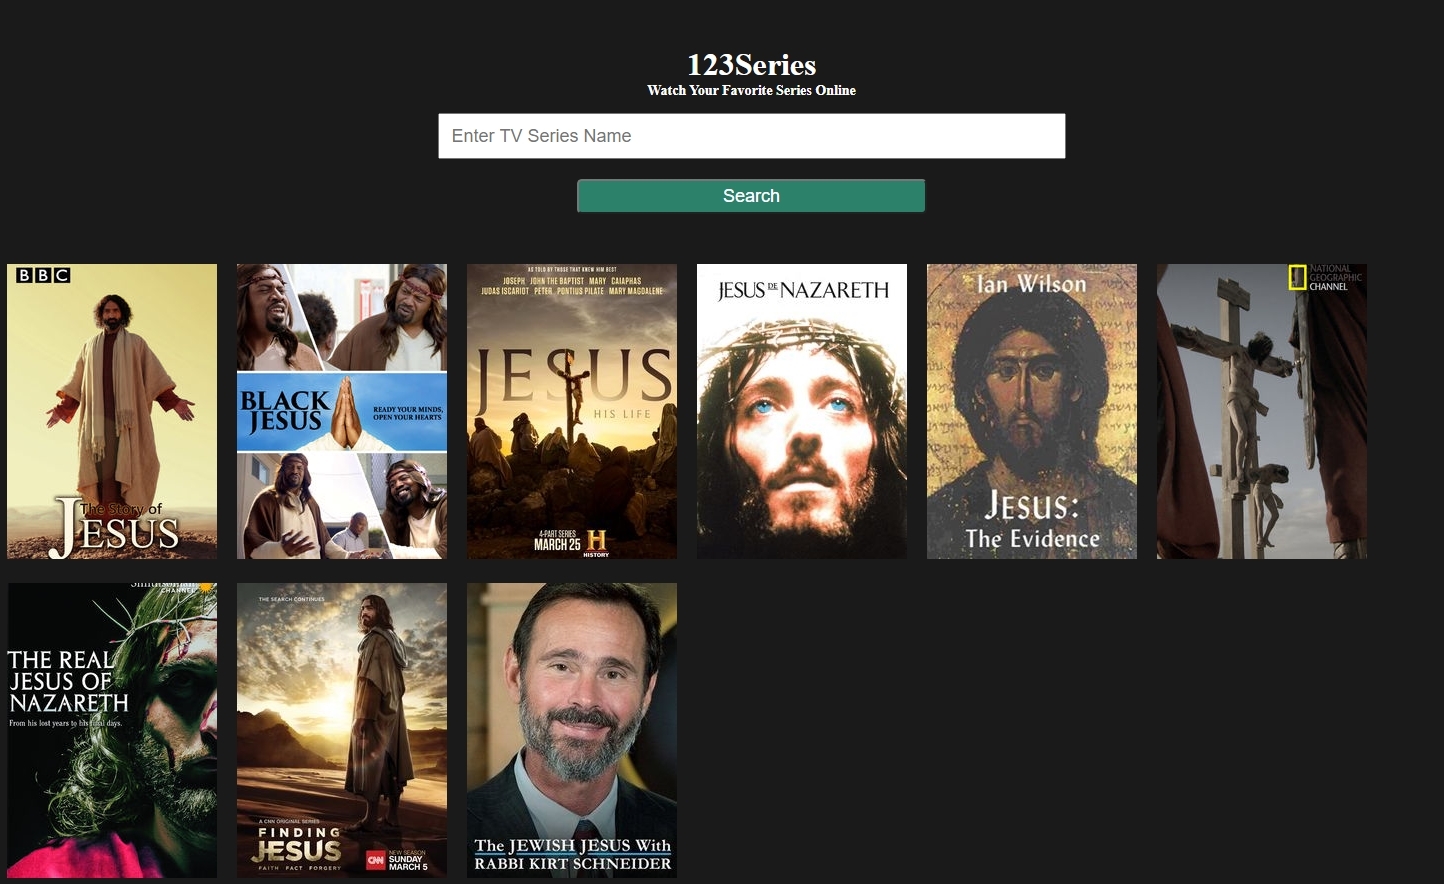 123Series
Watch Your Favorite Series Online
Enter TV Series Name
Search
BBC
The Story of
JESUS
BLACK
JESUS
READY YOUR MINDS,
OPEN YOUR HEARTS
AS TOLD BY THOSE THAT KNEW HIM BEST
JOSEPH JOHN THE BAPTIST MARY CAIAPHAS
JUDAS ISCARIOT PETER PONTIUS PILATE MARY MAGDALENE
JESUS
HIS LIFE
4-PART SERIES
MARCH 25
H
HISTORY
JESUS DE NAZARETH
Ian Wilson
JESUS:
The Evidence
NATIONAL
GEOGRAPHIC
CHANNEL
Smithsonian
CHANNEL
THE REAL
JESUS OF
NAZARETH
From his lost years to his final days.
THE SEARCH CONTINUES
A CNN ORIGINAL SERIES
FINDING
JESUS
FAITH FACT FORGERY
CNN
NEW SEASON
SUNDAY
MARCH 5
The JEWISH JESUS With
RABBI KIRT SCHNEIDER